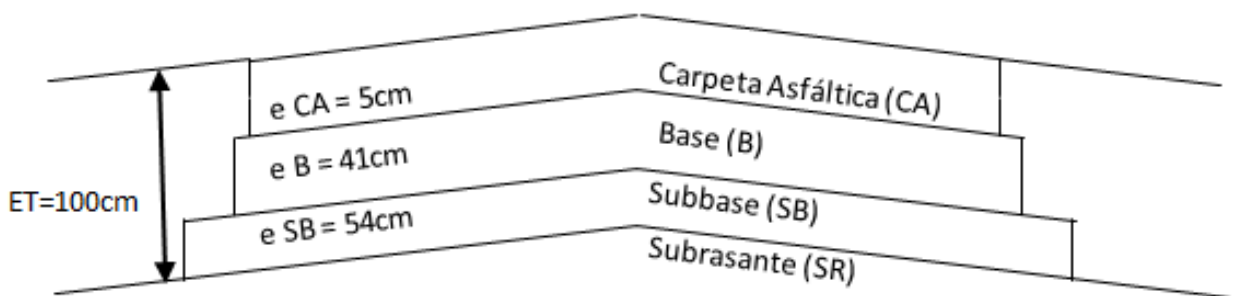 e CA = 5cm
Carpeta Asfáltica (CA)
e B = 41cm
Base (B)
ET=100cm
e SB = 54cm
Subbase (SB)
Subrasante (SR)